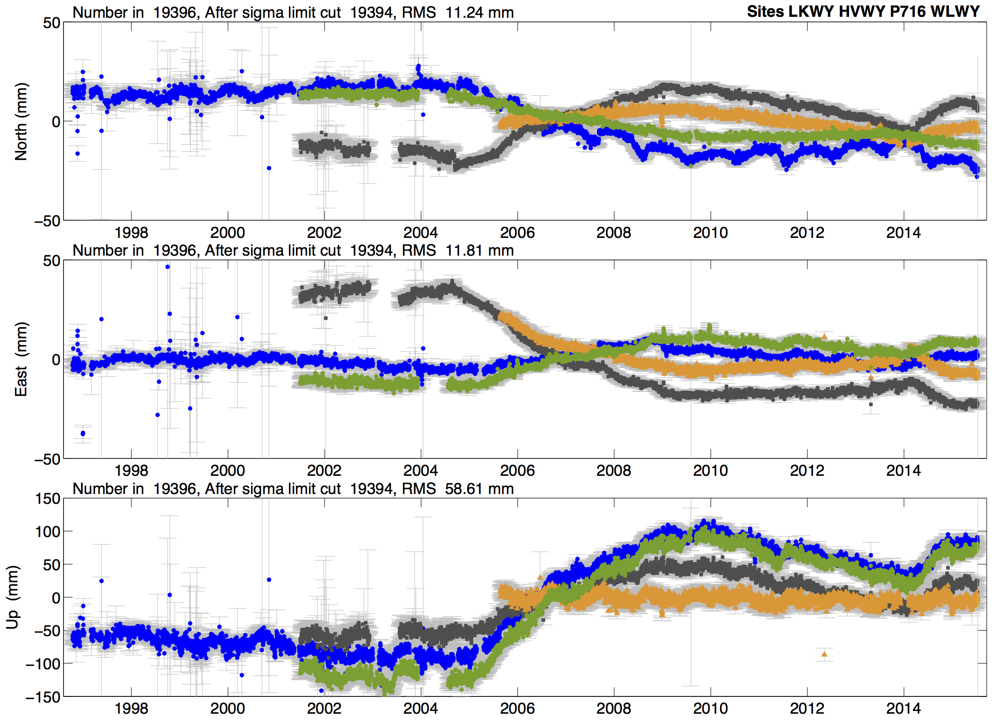 Number in 19396, After sigma limit cut 19394, RMS 11.24 mm
Sites LKWY HVWY P716 WLWY
50
0
−50
North (mm)
1998 2000 2002 2004 2006 2008 2010 2012 2014
Number in 19396, After sigma limit cut 19394, RMS 11.81 mm
50
0
−50
East (mm)
1998 2000 2002 2004 2006 2008 2010 2012 2014
Number in 19396, After sigma limit cut 19394, RMS 58.61 mm
150
100
50
0
−50
−100
−150
Up (mm)
1998 2000 2002 2004 2006 2008 2010 2012 2014